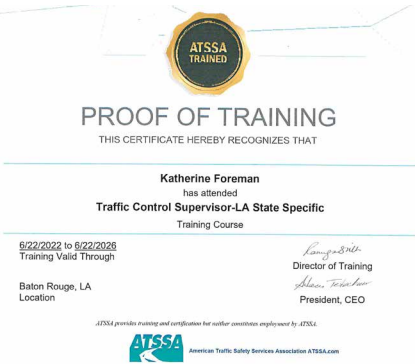 ATSSA
TRAINED
PROOF OF TRAINING
THIS CERTIFICATE HEREBY RECOGNIZES THAT
Katherine Foreman
has attended
Traffic Control Supervisor-LA State Specific
Training Course
6/22/2022 to 6/22/2026
Training Valid Through
Director of Training
Baton Rouge, LA
Location
President, CEO
ATSSA provides training and certification but neither constitutes employment by ATSSA.
ATSSA
American Traffic Safety Services Association ATSSA.com